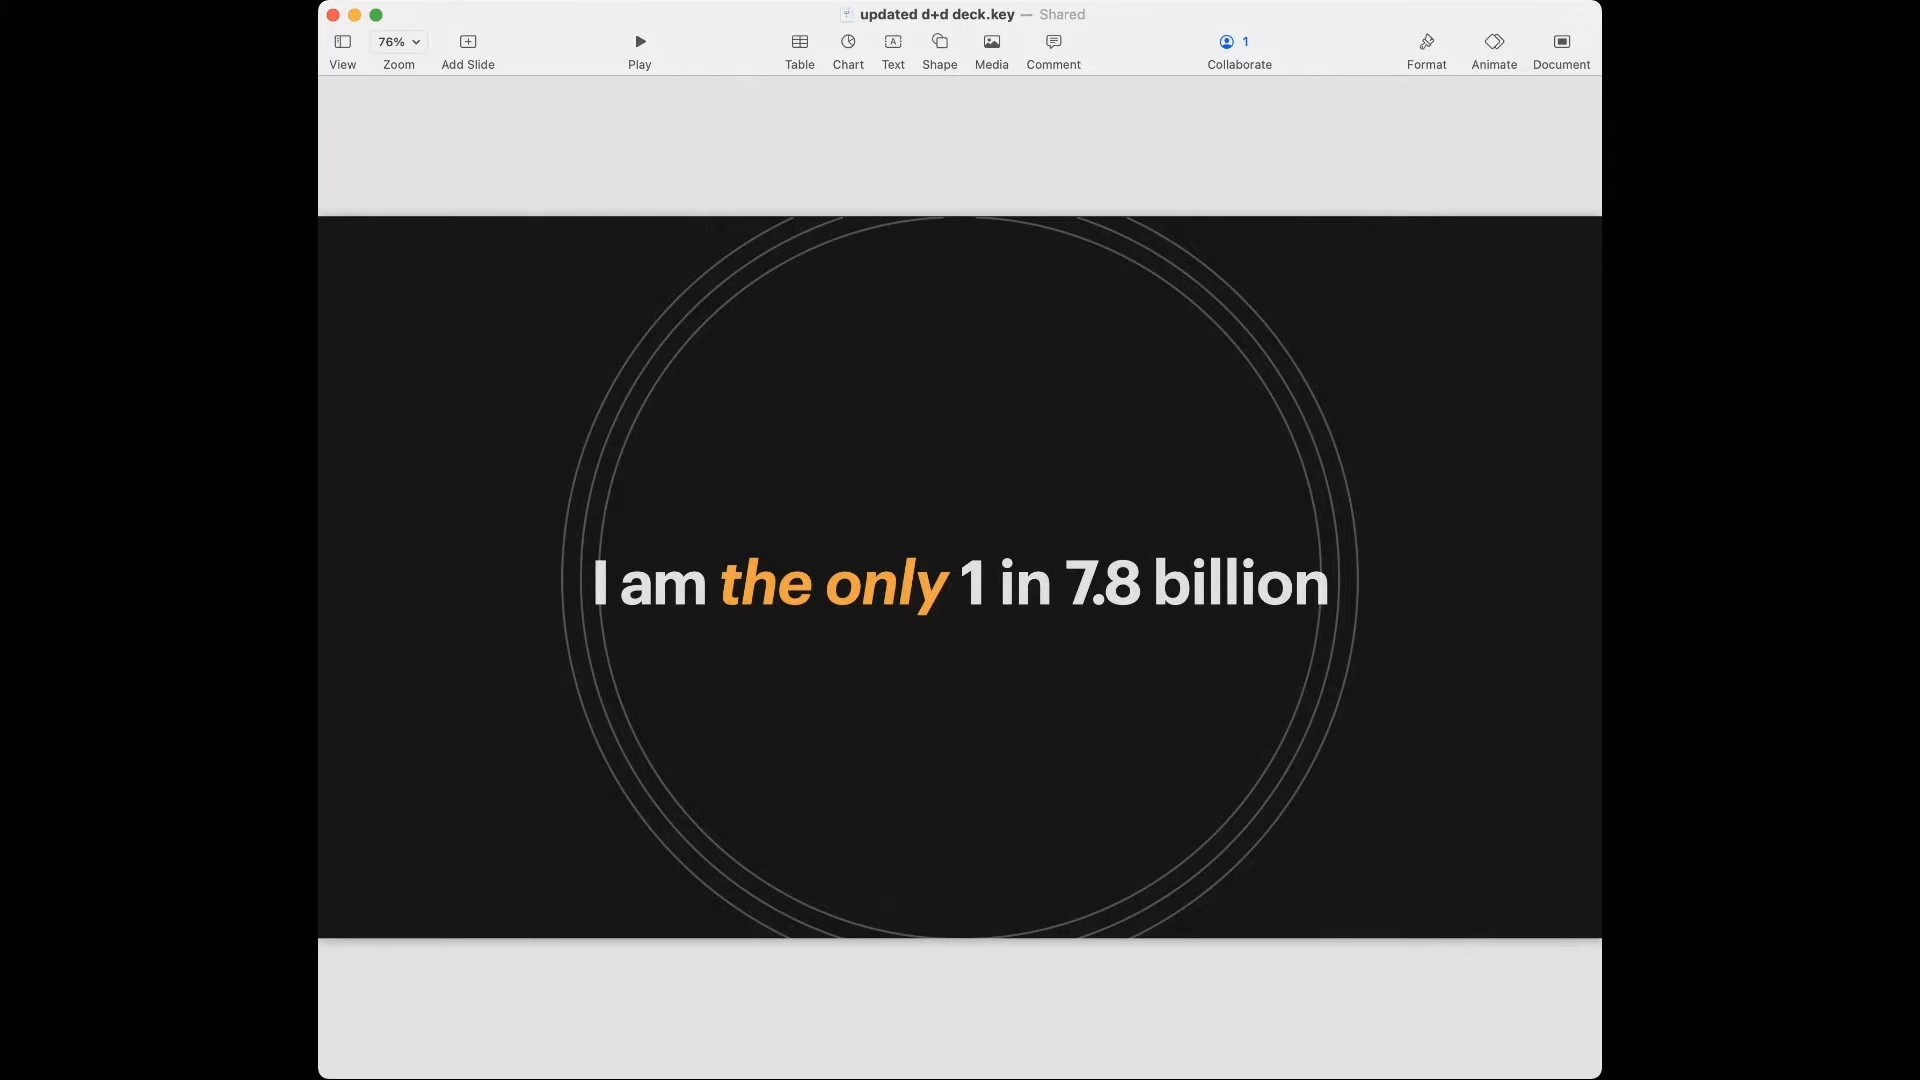 updated d+d deck.key — Shared
76%
1
View
Zoom
Add Slide
Play
Table
Chart
Text
Shape
Media
Comment
Collaborate
Format
Animate
Document
I am the only 1 in 7.8 billion